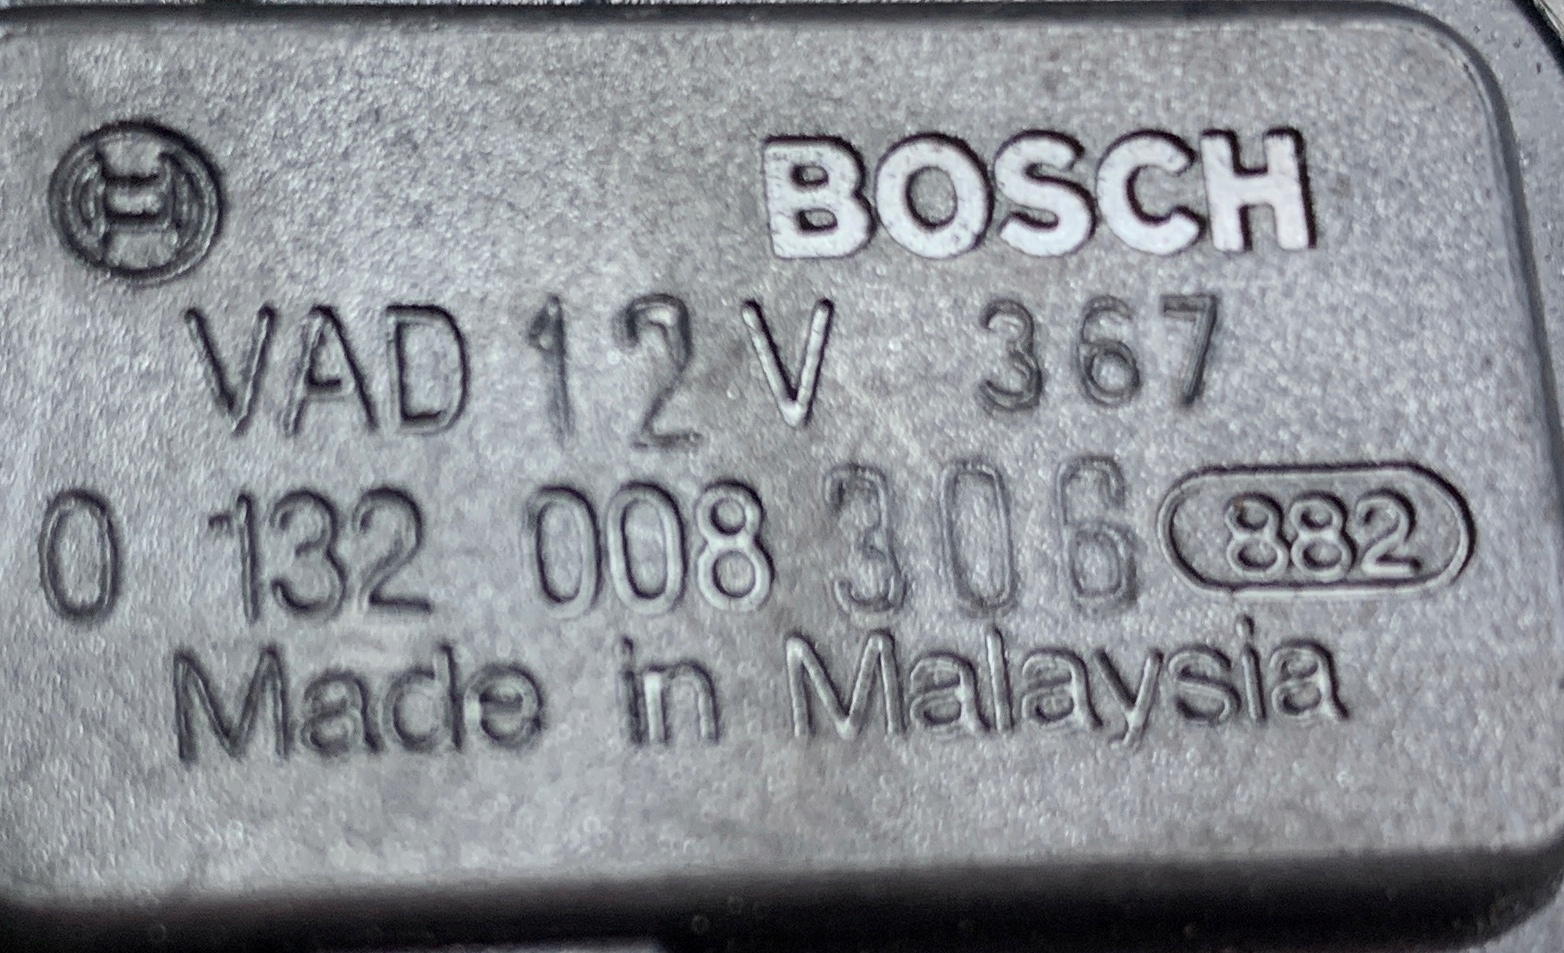 BOSCH
VAD 12 V 367
0 132 008 306 882
Made in Malaysia